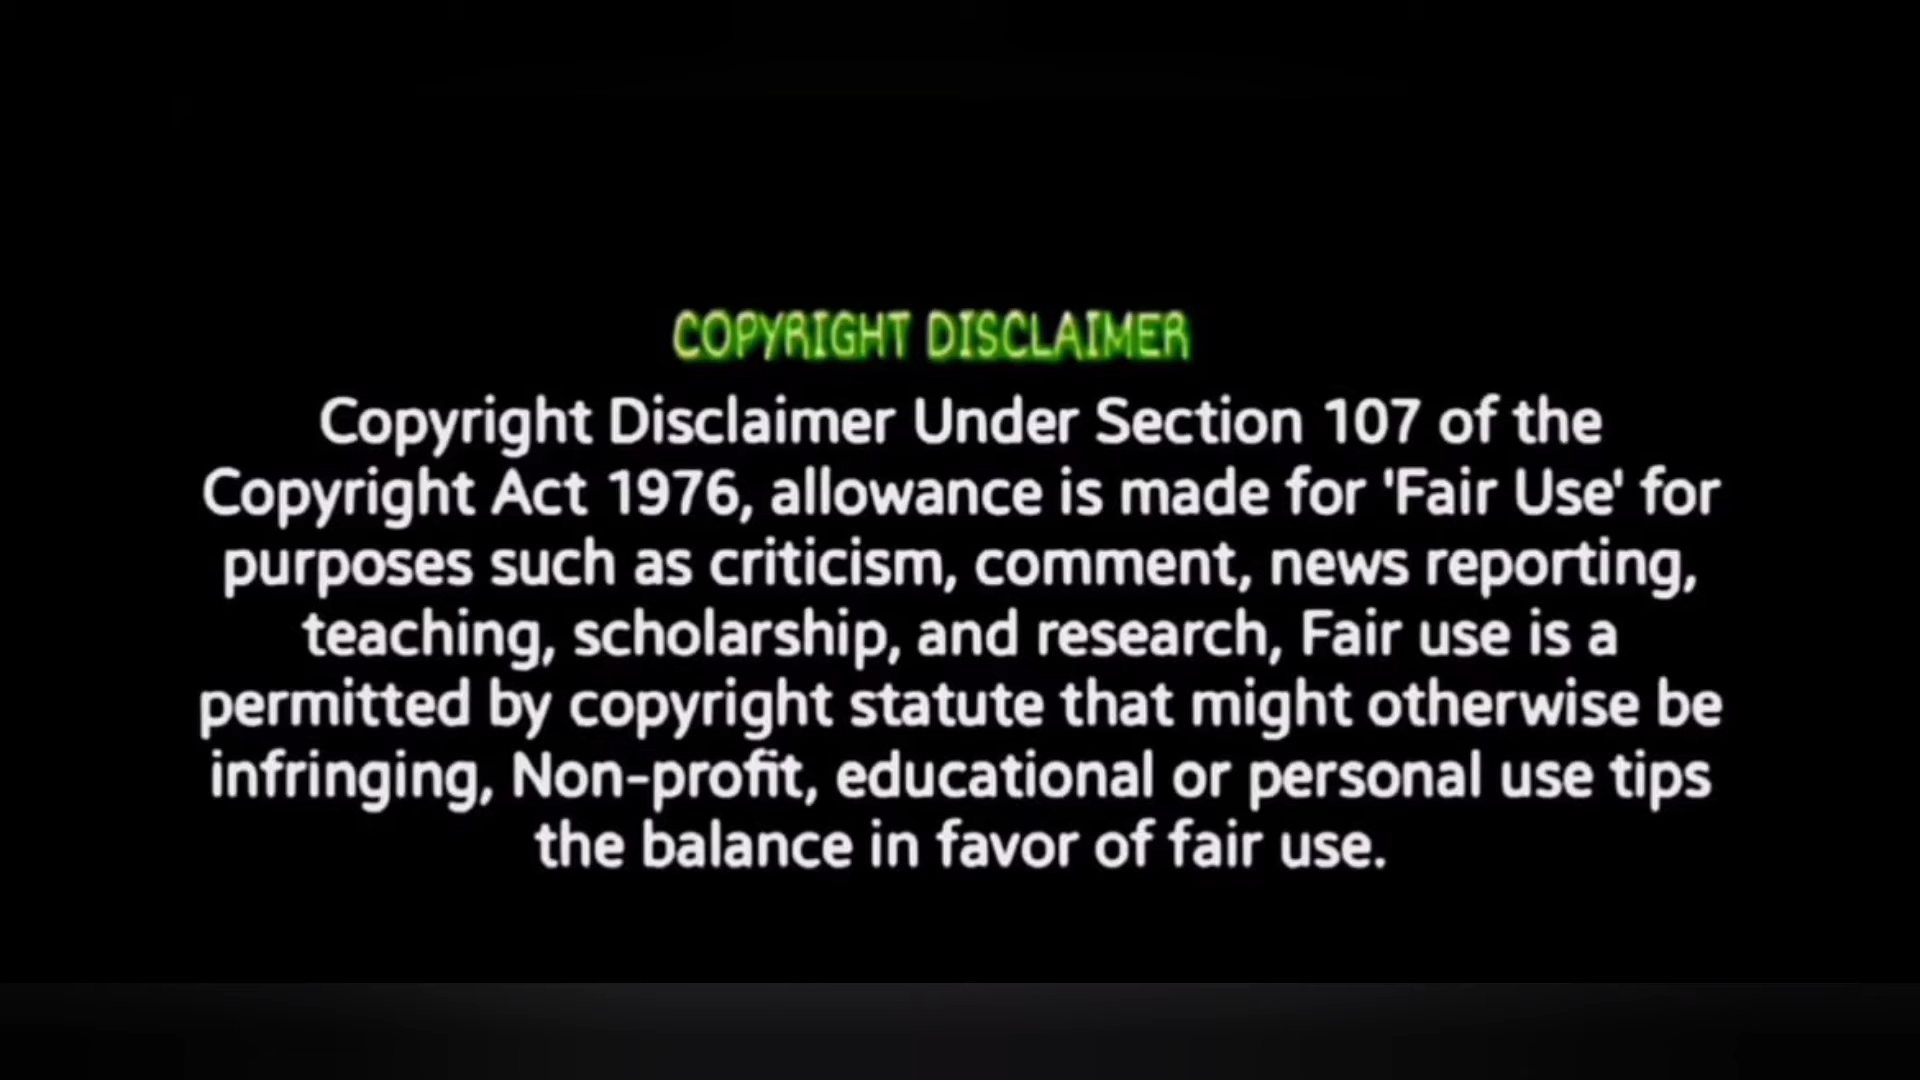 COPYRIGHT DISCLAIMER
Copyright Disclaimer Under Section 107 of the
Copyright Act 1976, allowance is made for 'Fair Use' for
purposes such as criticism, comment, news reporting,
teaching, scholarship, and research, Fair use is a
permitted by copyright statute that might otherwise be
infringing, Non-profit, educational or personal use tips
the balance in favor of fair use.